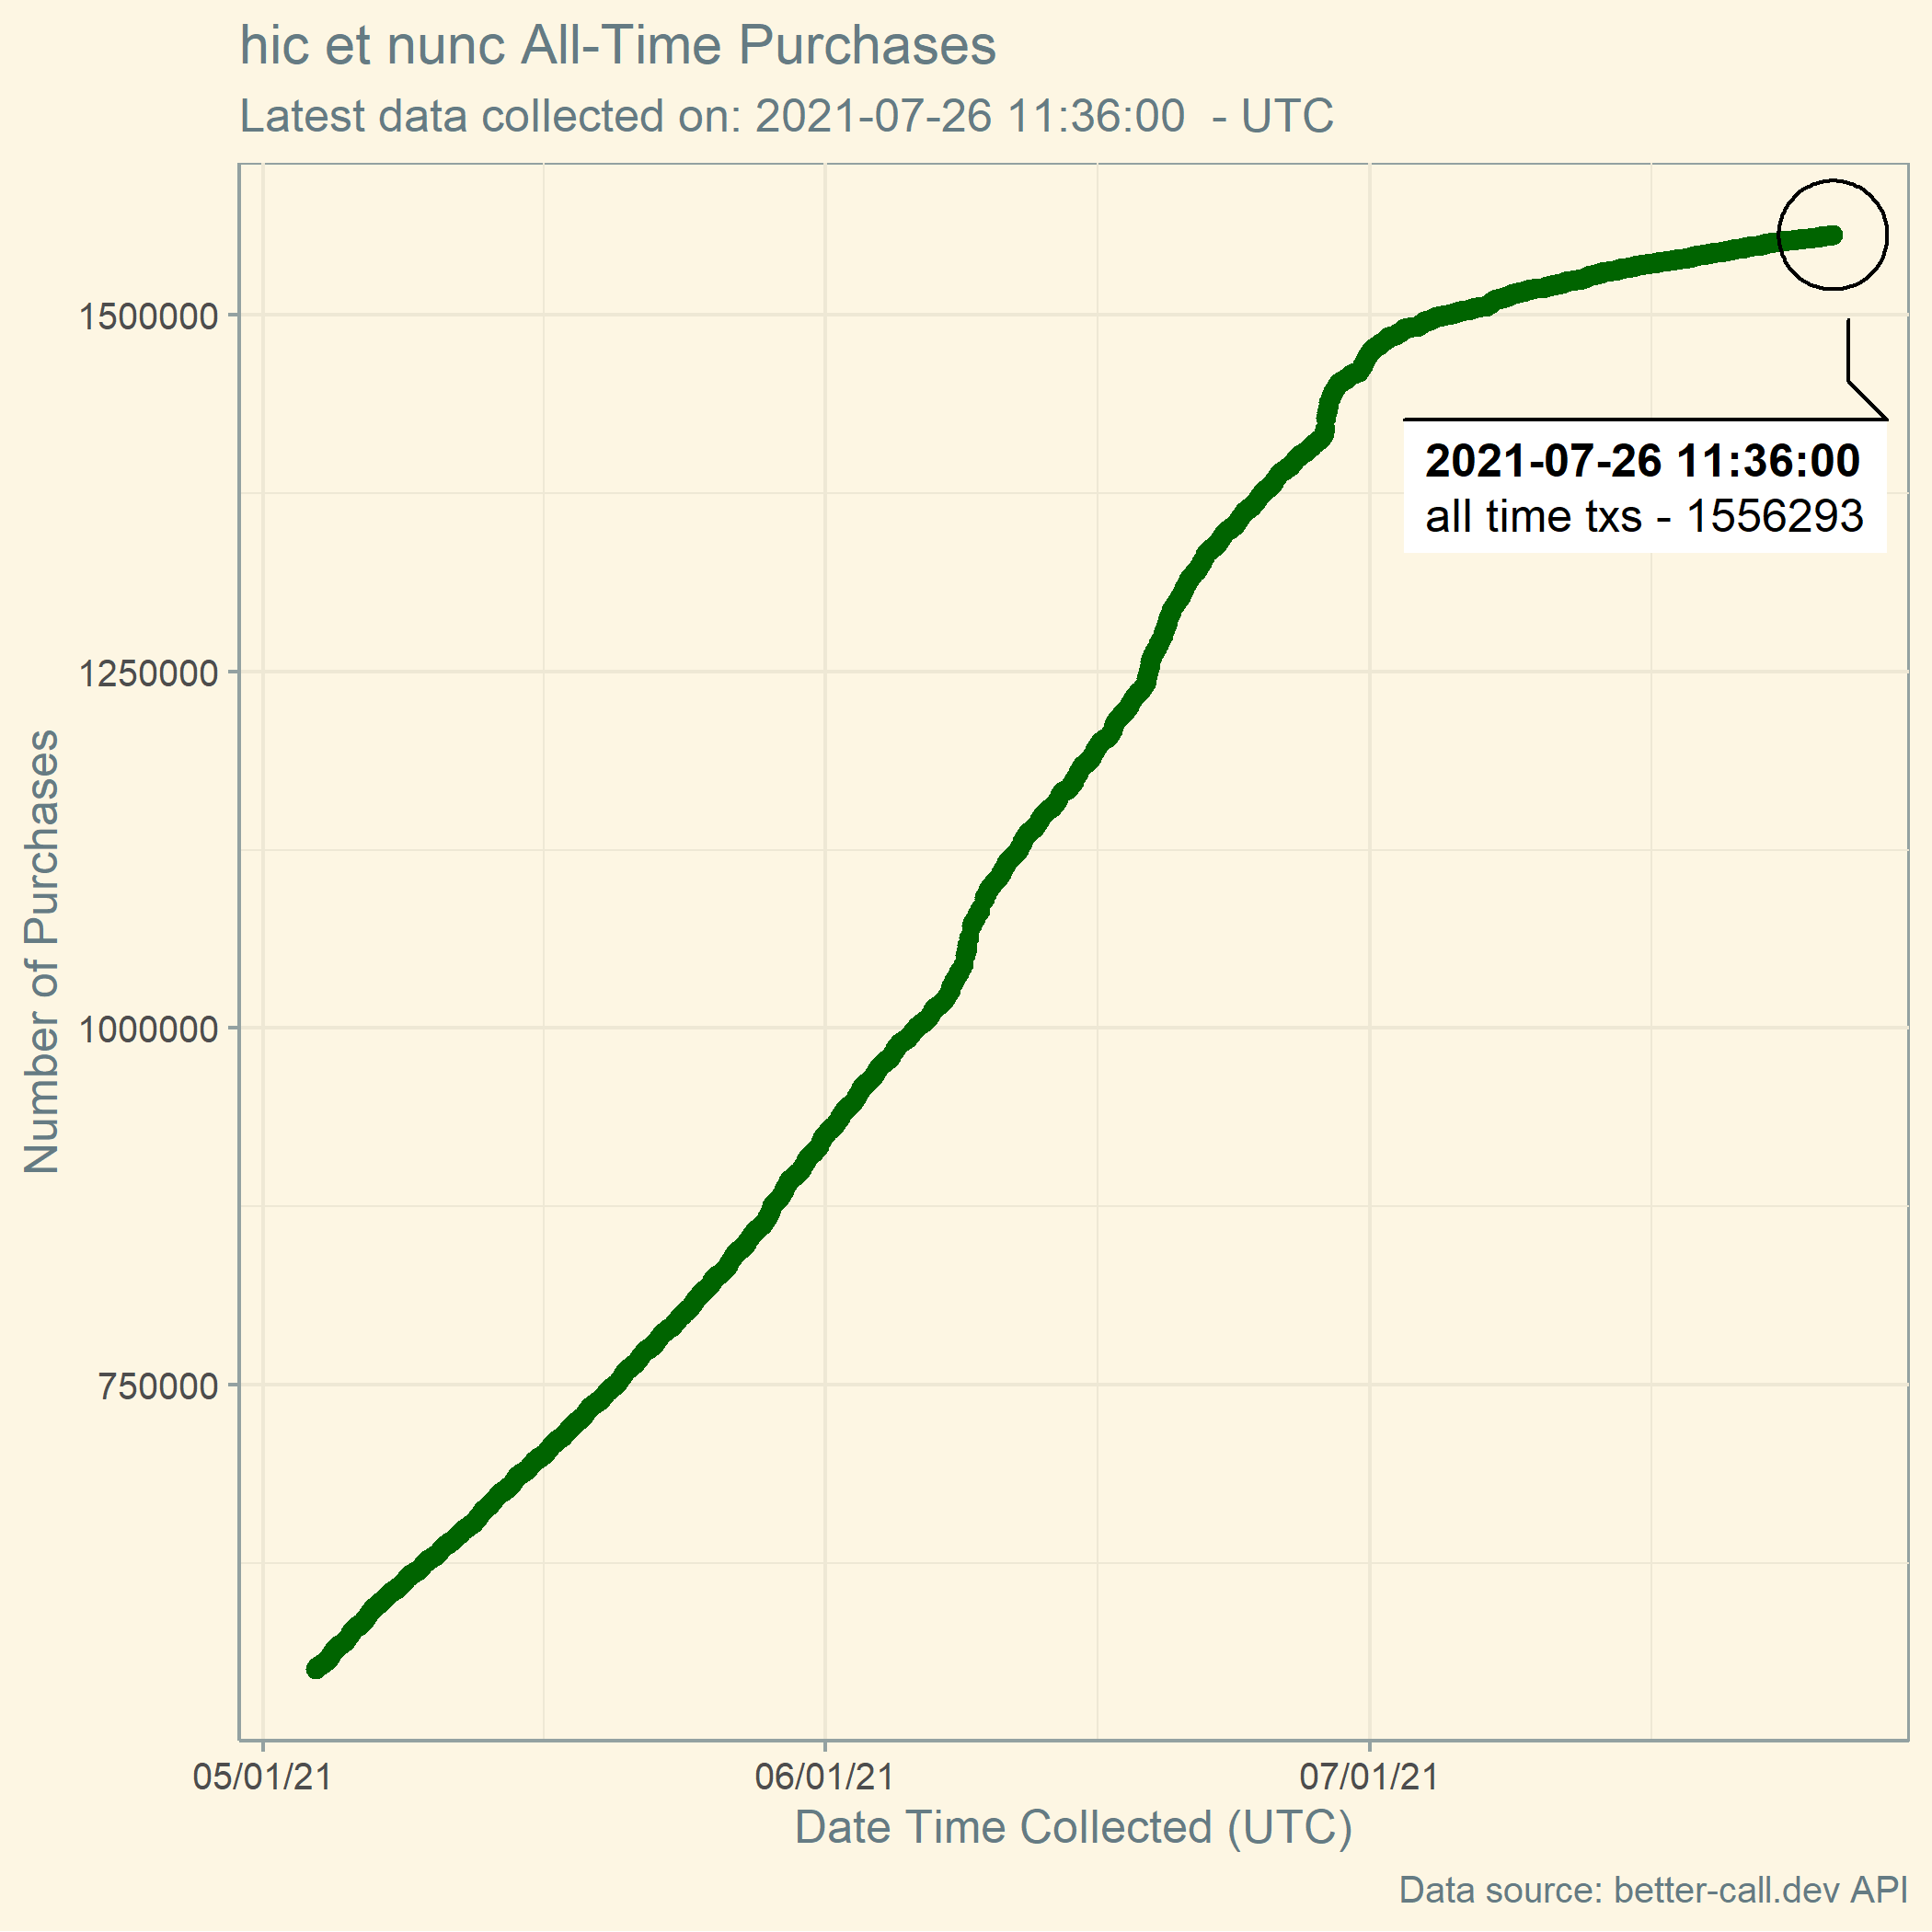 hic et nunc All-Time Purchases
Latest data collected on: 2021-07-26 11:36:00  - UTC
1500000
2021-07-26 11:36:00
all time txs - 1556293
1250000
Number of Purchases
1000000
750000
05/01/21
06/01/21
07/01/21
Date Time Collected (UTC)
Data source: better-call.dev API